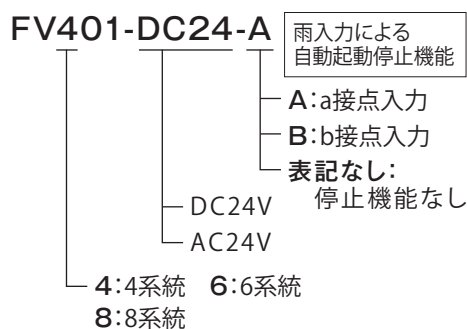 FV401-DC24-A
雨入力による
自動起動停止機能
A:a接点入力
B:b接点入力
表記なし:
停止機能なし
DC24V
AC24V
4:4系統 6:6系統
8:8系統